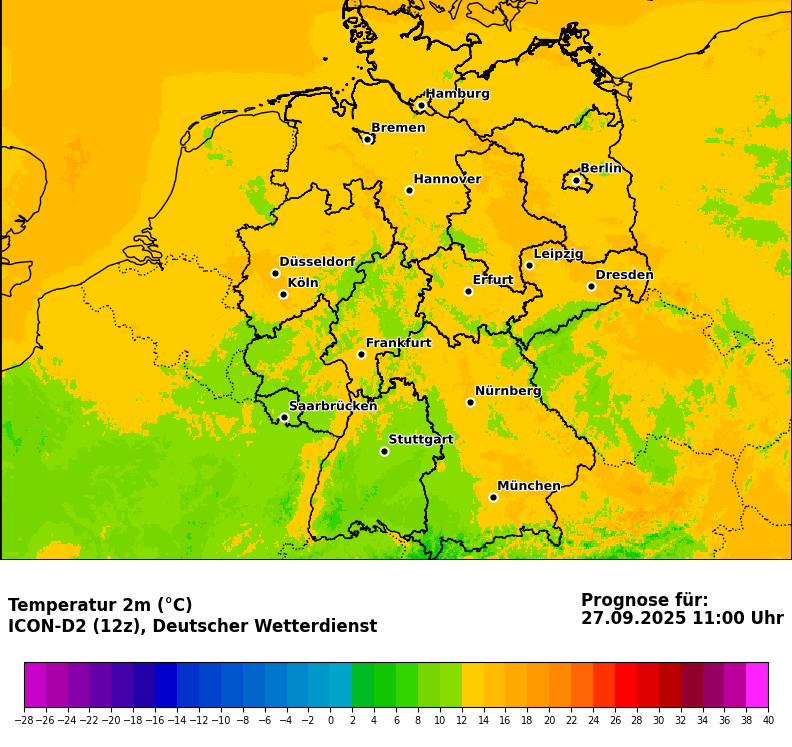 Hamburg
Bremen
Berlin
Hannover
Düsseldorf
Leipzig
Köln
Erfurt
Dresden
Frankfurt
Nürnberg
Saarbrücken
Stuttgart
München
Temperatur 2m (°C)
ICON-D2 (12z), Deutscher Wetterdienst
Prognose für:
27.09.2025 11:00 Uhr
−28 −26 −24 −22 −20 −18 −16 −14 −12 −10 −8 −6 −4 −2 0 2 4 6 8 10 12 14 16 18 20 22 24 26 28 30 32 34 36 38 40